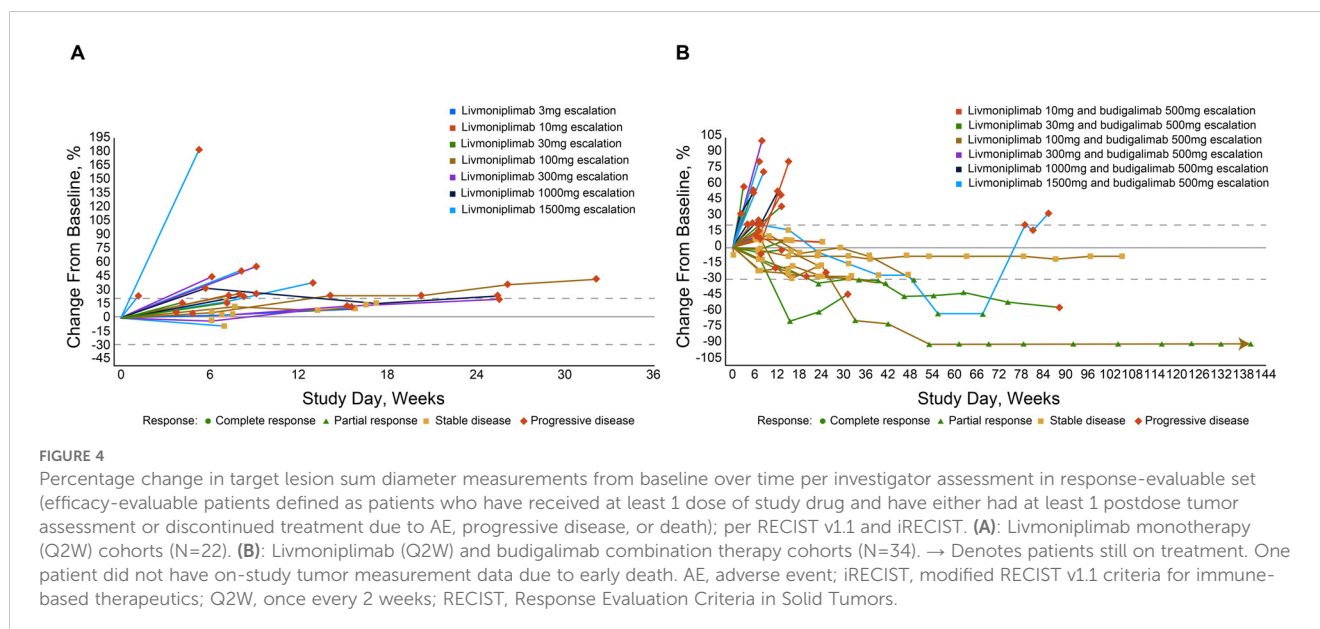 A
B
Livmoniplimab 3mg escalation
Livmoniplimab 10mg escalation
Livmoniplimab 30mg escalation
Livmoniplimab 100mg escalation
Livmoniplimab 300mg escalation
Livmoniplimab 1000mg escalation
Livmoniplimab 1500mg escalation
Change From Baseline, %
195
180
165
150
135
120
105
90
75
60
45
30
15
0
-15
-30
-45
0 6 12 18 24 30 36
Study Day, Weeks
Response: Complete response Partial response Stable disease Progressive disease
Livmoniplimab 10mg and budigalimab 500mg escalation
Livmoniplimab 30mg and budigalimab 500mg escalation
Livmoniplimab 100mg and budigalimab 500mg escalation
Livmoniplimab 300mg and budigalimab 500mg escalation
Livmoniplimab 1000mg and budigalimab 500mg escalation
Livmoniplimab 1500mg and budigalimab 500mg escalation
Change From Baseline, %
105
90
75
60
45
30
15
0
-15
-30
-45
-60
-75
-90
-105
0 6 12 18 24 30 36 42 48 54 60 66 72 78 84 90 96 102 108 114 120 126 132 138 144
Study Day, Weeks
Response: Complete response Partial response Stable disease Progressive disease
FIGURE 4
Percentage change in target lesion sum diameter measurements from baseline over time per investigator assessment in response-evaluable set
(efficacy-evaluable patients defined as patients who have received at least 1 dose of study drug and have either had at least 1 postdose tumor
assessment or discontinued treatment due to AE, progressive disease, or death); per RECIST v1.1 and iRECIST. (A): Livmoniplimab monotherapy
(Q2W) cohorts (N=22). (B): Livmoniplimab (Q2W) and budigalimab combination therapy cohorts (N=34). → Denotes patients still on treatment. One
patient did not have on-study tumor measurement data due to early death. AE, adverse event; iRECIST, modified RECIST v1.1 criteria for immune-
based therapeutics; Q2W, once every 2 weeks; RECIST, Response Evaluation Criteria in Solid Tumors.